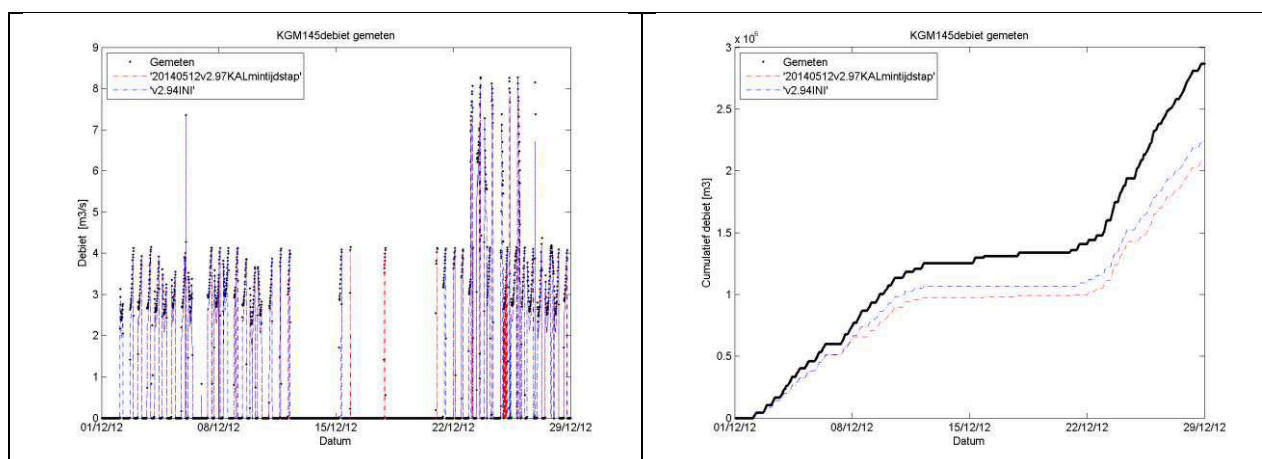 KGM145debiet gemeten
Gemeten
'20140512v2.97KALmintijdstap'
'v2.94INI'
Debiet [m3/s]
9
8
7
6
5
4
3
2
1
0
01/12/12 08/12/12 15/12/12 22/12/12 29/12/12
Datum
KGM145debiet gemeten
x 10⁶
Gemeten
'20140512v2.97KALmintijdstap'
'v2.94INI'
Cumulatief debiet [m3]
3
2.5
2
1.5
1
0.5
0
01/12/12 08/12/12 15/12/12 22/12/12 29/12/12
Datum